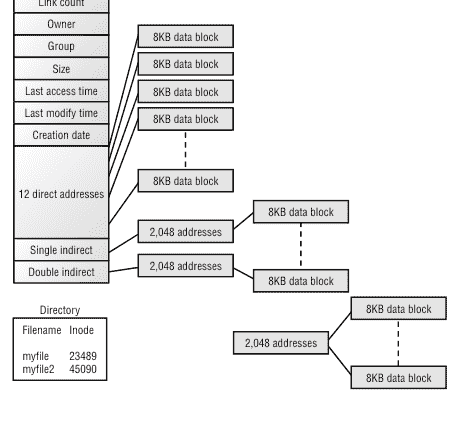 Link count
Owner
Group
Size
Last access time
Last modify time
Creation date
12 direct addresses
Single indirect
Double indirect
8KB data block
8KB data block
8KB data block
8KB data block
8KB data block
2,048 addresses
8KB data block
2,048 addresses
8KB data block
2,048 addresses
8KB data block
8KB data block
Directory
Filename Inode
myfile 23489
myfile2 45090